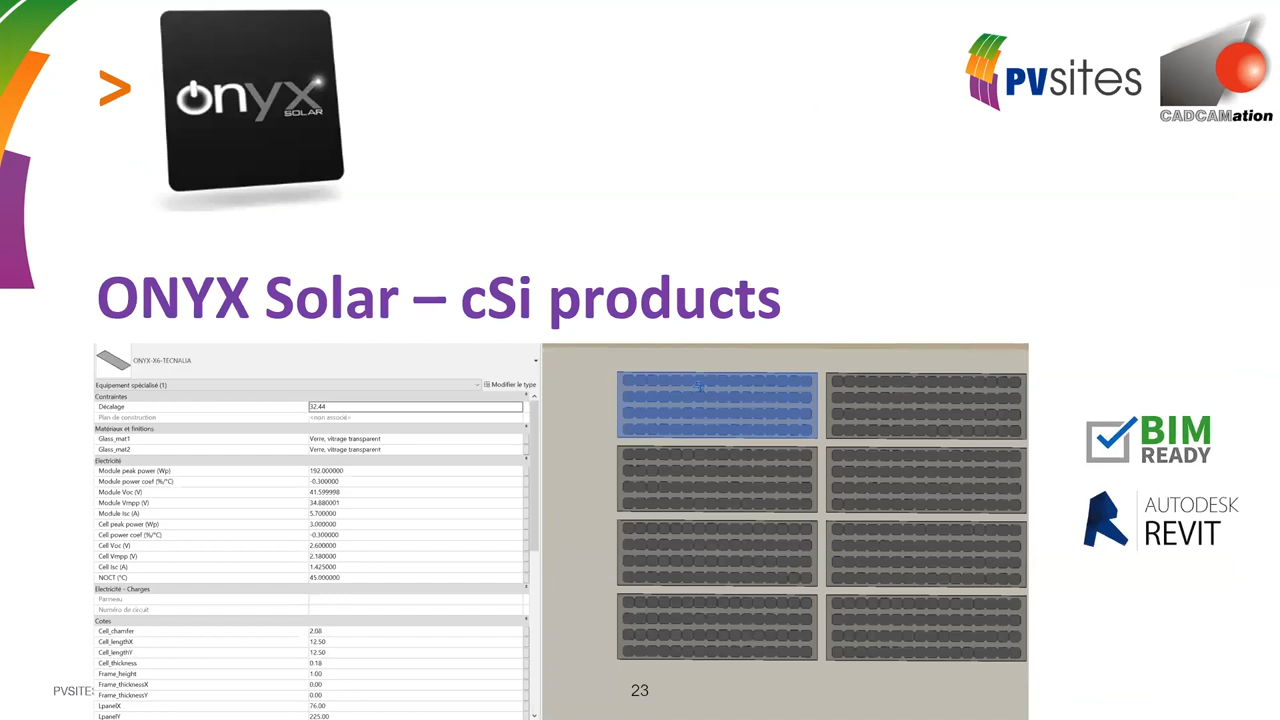 >
onyx
SOLAR
PVsites
CADCAMation
ONYX Solar – cSi products
ONYX-X6-TECNALIA
Equipement spécialisé (1)
Modifier le type
Contraintes
Décalage 32.44
Plan de construction <non associé>
Matériaux et finitions
Glass_mat1 Verre, vitrage transparent
Glass_mat2 Verre, vitrage transparent
Electricité
Module peak power (Wp) 192.000000
Module power coef (%/°C) -0.300000
Module Voc (V) 41.599998
Module Vmpp (V) 34.880001
Module Isc (A) 5.700000
Cell peak power (Wp) 3.000000
Cell power coef (%/°C) -0.300000
Cell Voc (V) 2.600000
Cell Vmpp (V) 2.180000
Cell Isc (A) 1.425000
NOCT (°C) 45.000000
Electricité - Charges
Panneau
Numéro de circuit
Cotes
Cell_chamfer 2.08
Cell_lengthX 12.50
Cell_lengthY 12.50
Cell_thickness 0.18
Frame_height 1.00
Frame_thicknessX 0.00
Frame_thicknessY 0.00
LpanelX 76.00
LpanelY 225.00
BIM
READY
AUTODESK
REVIT
PVSITES
23